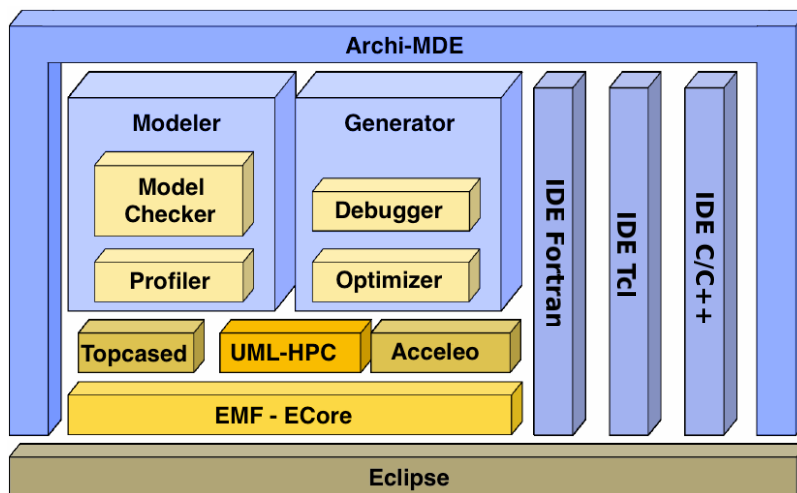 Archi-MDE
Modeler
Generator
Model
Checker
Debugger
Profiler
Optimizer
IDE Fortran
IDE Tcl
IDE C/C++
Topcased
UML-HPC
Acceleo
EMF - ECore
Eclipse